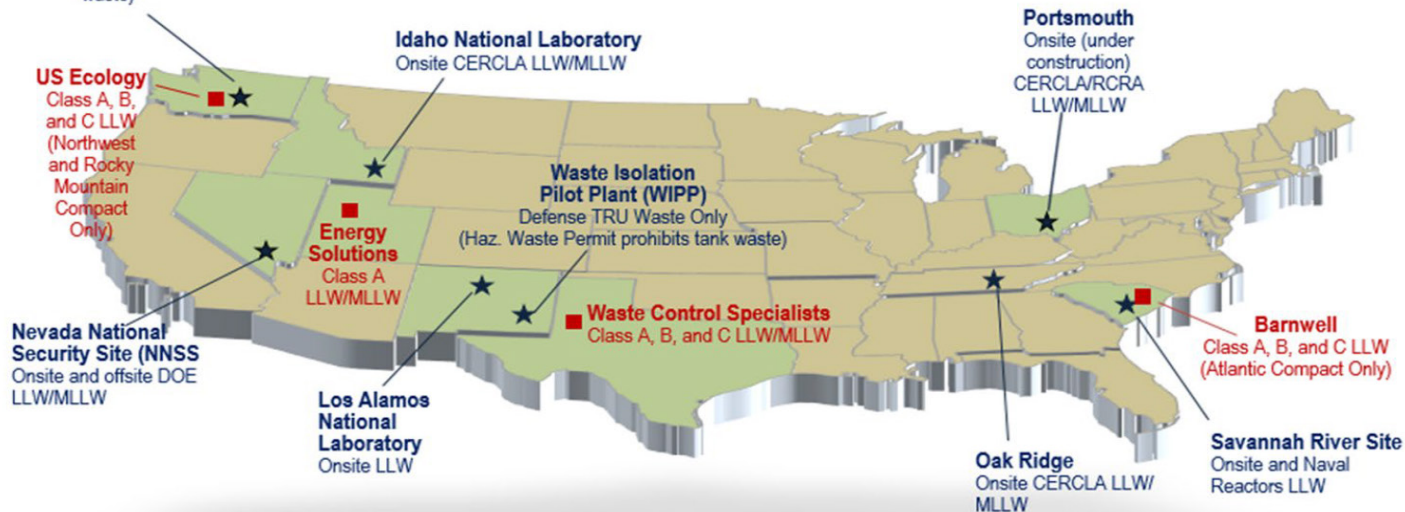 Idaho National Laboratory
Onsite CERCLA LLW/MLLW
Portsmouth
Onsite (under
construction)
CERCLA/RCRA
LLW/MLLW
US Ecology
Class A, B,
and C LLW
(Northwest
and Rocky
Mountain
Compact
Only)
Waste Isolation
Pilot Plant (WIPP)
Defense TRU Waste Only
(Haz. Waste Permit prohibits tank waste)
Energy
Solutions
Class A
LLW/MLLW
Waste Control Specialists
Class A, B, and C LLW/MLLW
Nevada National
Security Site (NNSS
Onsite and offsite DOE
LLW/MLLW
Barnwell
Class A, B, and C LLW
(Atlantic Compact Only)
Los Alamos
National
Laboratory
Onsite LLW
Oak Ridge
Onsite CERCLA LLW/
MLLW
Savannah River Site
Onsite and Naval
Reactors LLW